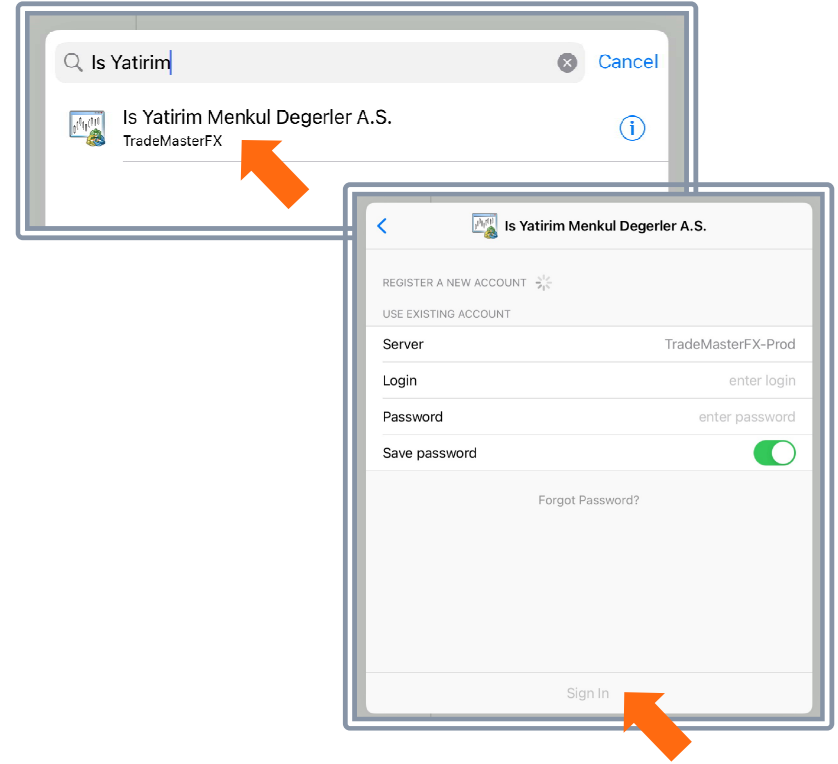 Is Yatirim
Cancel
Is Yatirim Menkul Degerler A.S.
TradeMasterFX
Is Yatirim Menkul Degerler A.S.
REGISTER A NEW ACCOUNT
USE EXISTING ACCOUNT
Server TradeMasterFX-Prod
Login enter login
Password enter password
Save password
Forgot Password?
Sign In